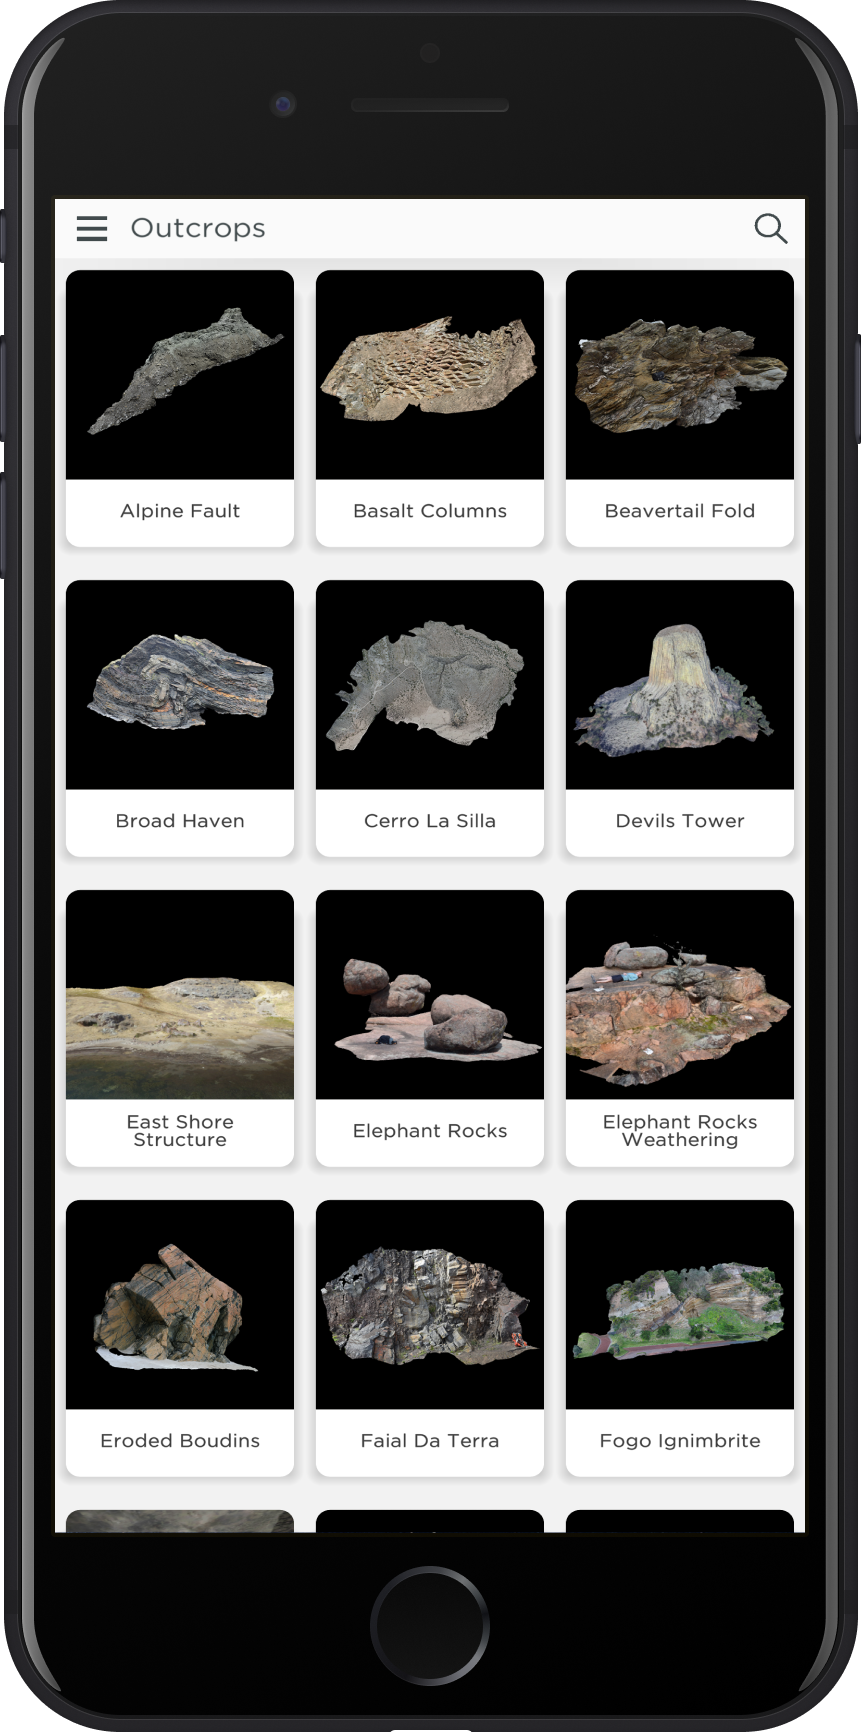 Outcrops
Alpine Fault
Basalt Columns
Beavertail Fold
Broad Haven
Cerro La Silla
Devils Tower
East Shore
Structure
Elephant Rocks
Elephant Rocks
Weathering
Eroded Boudins
Faial Da Terra
Fogo Ignimbrite